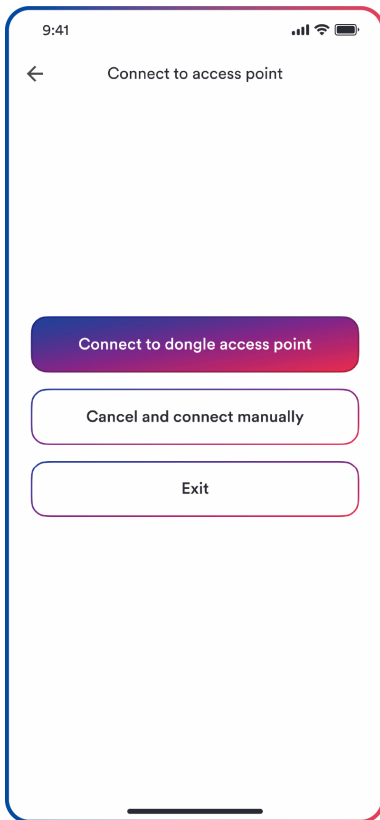 9:41
Connect to access point
Connect to dongle access point
Cancel and connect manually
Exit